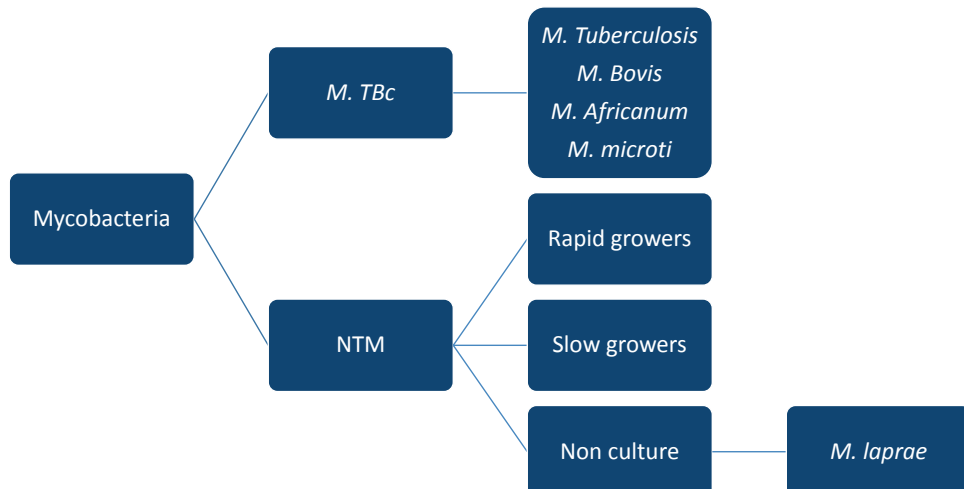 Mycobacteria
M. TBc
M. Tuberculosis
M. Bovis
M. Africanum
M. microti
NTM
Rapid growers
Slow growers
Non culture
M. laprae